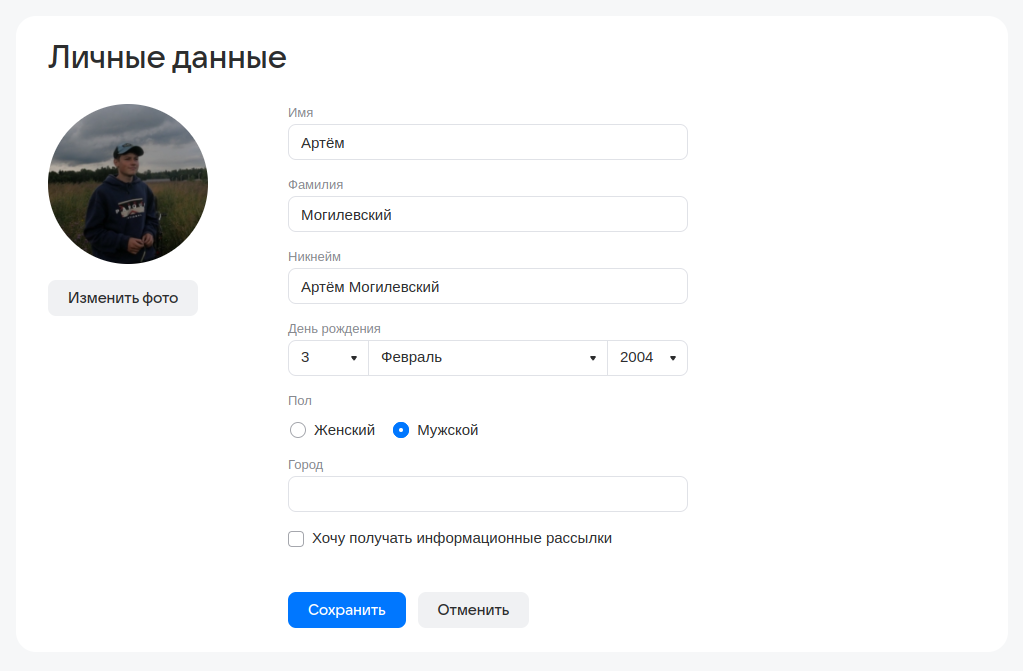 Личные данные
Изменить фото
Имя
Артём
Фамилия
Могилевский
Никнейм
Артём Могилевский
День рождения
3 Февраль 2004
Пол
Женский Мужской
Город
Хочу получать информационные рассылки
Сохранить Отменить